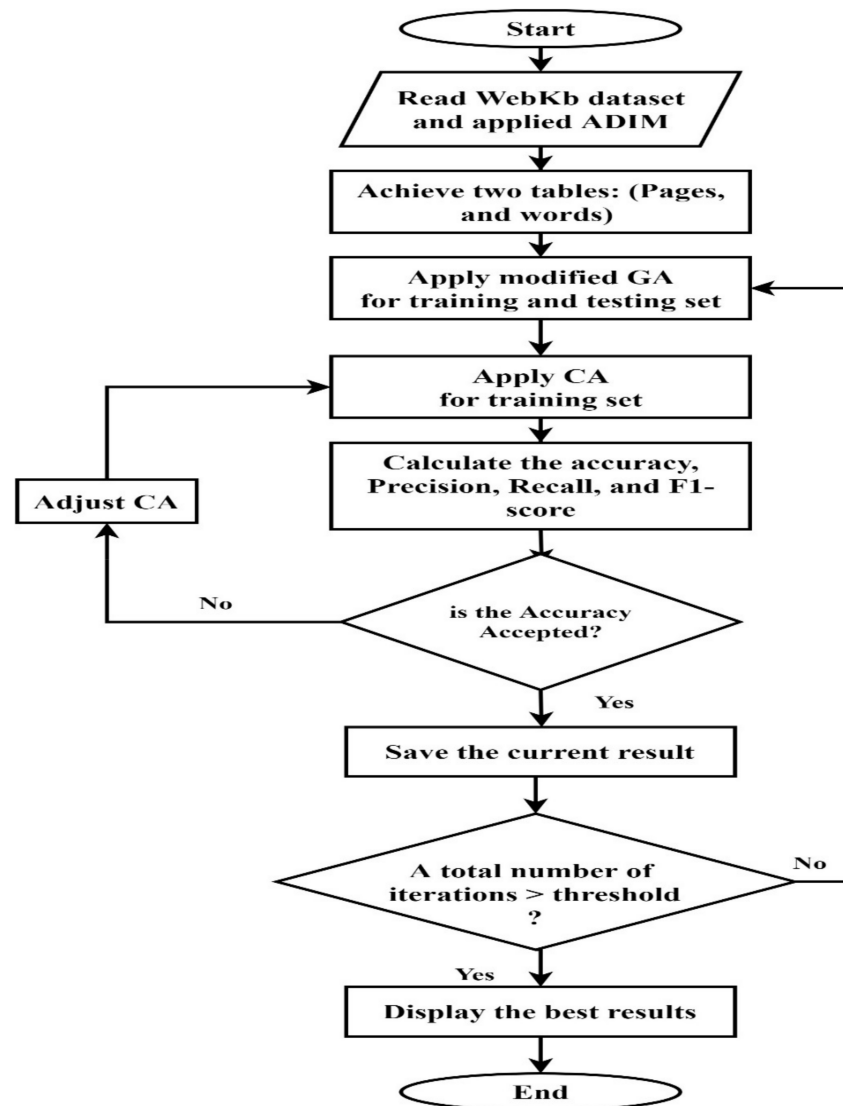 Start
Read WebKb dataset
and applied ADIM
Achieve two tables: (Pages,
and words)
Apply modified GA
for training and testing set
Apply CA
for training set
Calculate the accuracy,
Precision, Recall, and F1-
score
Adjust CA
No
is the Accuracy
Accepted?
Yes
Save the current result
A total number of
iterations > threshold
?
No
Yes
Display the best results
End